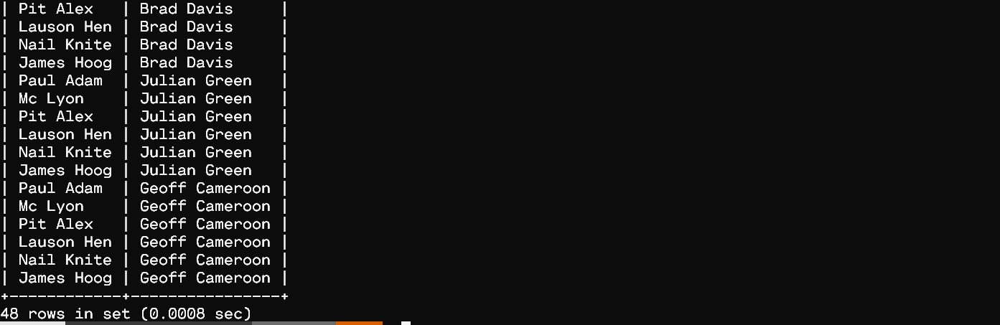 | Pit Alex   | Brad Davis     |
| Lauson Hen | Brad Davis     |
| Nail Knite | Brad Davis     |
| James Hoog | Brad Davis     |
| Paul Adam  | Julian Green   |
| Mc Lyon    | Julian Green   |
| Pit Alex   | Julian Green   |
| Lauson Hen | Julian Green   |
| Nail Knite | Julian Green   |
| James Hoog | Julian Green   |
| Paul Adam  | Geoff Cameroon |
| Mc Lyon    | Geoff Cameroon |
| Pit Alex   | Geoff Cameroon |
| Lauson Hen | Geoff Cameroon |
| Nail Knite | Geoff Cameroon |
| James Hoog | Geoff Cameroon |
+------------+----------------+
48 rows in set (0.0008 sec)